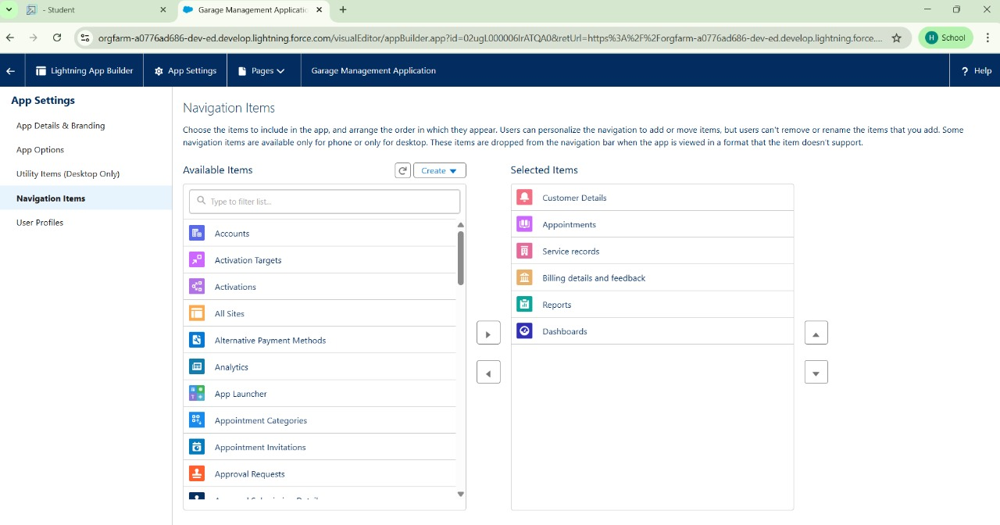 - Student
Garage Management Applicatio
orgfarm-a0776ad686-dev-ed.develop.lightning.force.com/visualEditor/appBuilder.app?id=02ugL000006IrATQA0&retUrl=https%3A%2F%2Forgfarm-a0776ad686-dev-ed.develop.lightning.force....
H School
Lightning App Builder
App Settings
Pages
Garage Management Application
? Help
App Settings
App Details & Branding
App Options
Utility Items (Desktop Only)
Navigation Items
User Profiles
Navigation Items
Choose the items to include in the app, and arrange the order in which they appear. Users can personalize the navigation to add or move items, but users can't remove or rename the items that you add. Some
navigation items are available only for phone or only for desktop. These items are dropped from the navigation bar when the app is viewed in a format that the item doesn't support.
Available Items
Create
Type to filter list...
Accounts
Activation Targets
Activations
All Sites
Alternative Payment Methods
Analytics
App Launcher
Appointment Categories
Appointment Invitations
Approval Requests
Selected Items
Customer Details
Appointments
Service records
Billing details and feedback
Reports
Dashboards